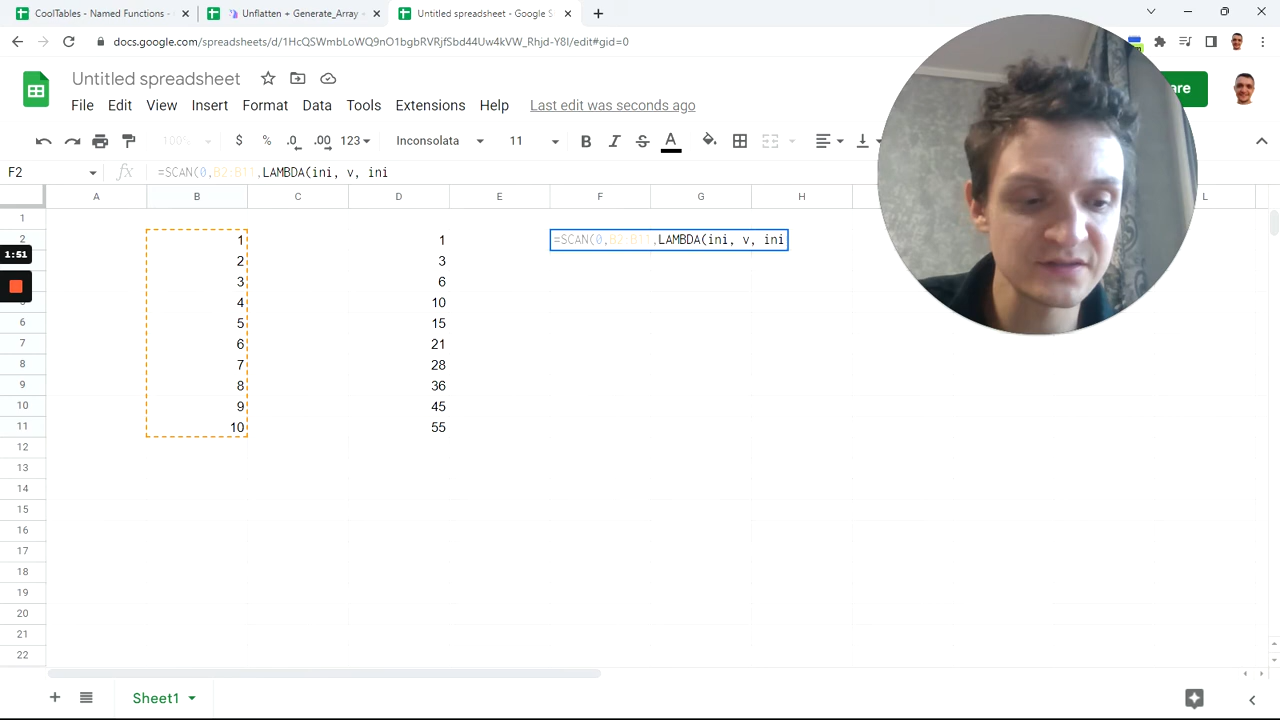 CoolTables - Named Functions -
Unflatten + Generate_Array -
Untitled spreadsheet - Google S
docs.google.com/spreadsheets/d/1HcQSWmbLoWQ9nO1bgbRVRjfSbd44Uw4kVW_Rhjd-Y8I/edit#gid=0
Untitled spreadsheet
are
File Edit View Insert Format Data Tools Extensions Help Last edit was seconds ago
100% $ % .0 .00 123 Inconsolata 11 B I S A
F2 fx =SCAN(0,B2:B11,LAMBDA(ini, v, ini
A B C D E F G H L
1
2 1 1 =SCAN(0,B2:B11,LAMBDA(ini, v, ini
1:51 2 3
3 6
5 4 10
6 5 15
7 6 21
8 7 28
9 8 36
10 9 45
11 10 55
12
13
14
15
16
17
18
19
20
21
22
Sheet1